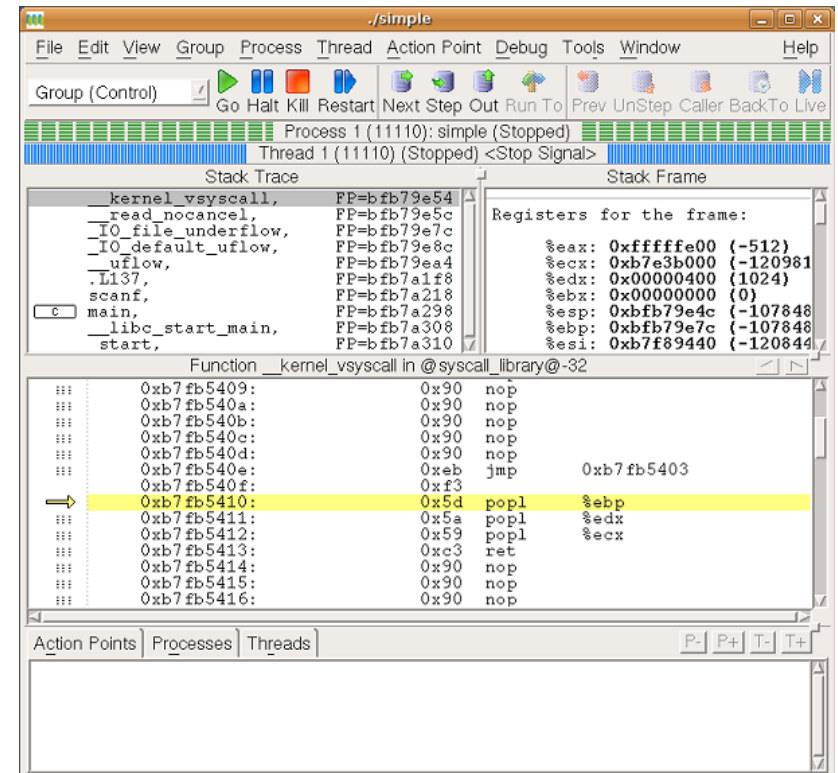 ./simple
File Edit View Group Process Thread Action Point Debug Tools Window Help
Group (Control) Go Halt Kill Restart Next Step Out Run To Prev UnStep Caller BackTo Live
Process 1 (11110): simple (Stopped)
Thread 1 (11110) (Stopped) <Stop Signal>
Stack Trace
__kernel_vsyscall, FP=bfb79e54
__read_nocancel, FP=bfb79e5c
_IO_file_underflow, FP=bfb79e7c
_IO_default_uflow, FP=bfb79e8c
__uflow, FP=bfb79ea4
.L137, FP=bfb7a1f8
scanf, FP=bfb7a218
C main, FP=bfb7a298
__libc_start_main, FP=bfb7a308
_start, FP=bfb7a310
Stack Frame
Registers for the frame:
%eax: 0xfffffe00 (-512)
%ecx: 0xb7e3b000 (-120981
%edx: 0x00000400 (1024)
%ebx: 0x00000000 (0)
%esp: 0xbfb79e4c (-107848
%ebp: 0xbfb79e7c (-107848
%esi: 0xb7f89440 (-120844
Function __kernel_vsyscall in @syscall_library@-32
0xb7fb5409: 0x90 nop
0xb7fb540a: 0x90 nop
0xb7fb540b: 0x90 nop
0xb7fb540c: 0x90 nop
0xb7fb540d: 0x90 nop
0xb7fb540e: 0xeb jmp 0xb7fb5403
0xb7fb540f: 0xf3
0xb7fb5410: 0x5d popl %ebp
0xb7fb5411: 0x5a popl %edx
0xb7fb5412: 0x59 popl %ecx
0xb7fb5413: 0xc3 ret
0xb7fb5414: 0x90 nop
0xb7fb5415: 0x90 nop
0xb7fb5416: 0x90 nop
Action Points Processes Threads P- P+ T- T+